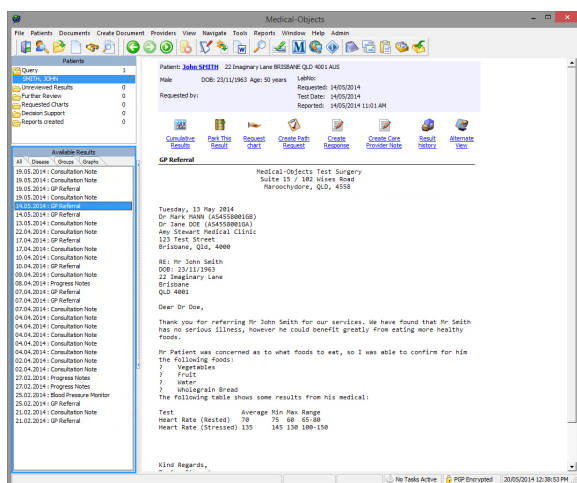 Medical-Objects
File Patients Documents Create Document Providers View Navigate Tools Reports Window Help Admin
Patients
Query 1
SMITH, JOHN
Unreviewed Results 0
Further Review 0
Requested Charts 0
Decision Support 0
Reports created 0
Available Results
All Disease Groups Graphs
19.05.2014 : Consultation Note
19.05.2014 : Consultation Note
19.05.2014 : GP Referral
19.05.2014 : Consultation Note
14.05.2014 : GP Referral
14.05.2014 : GP Referral
13.05.2014 : Consultation Note
22.04.2014 : Consultation Note
17.04.2014 : GP Referral
17.04.2014 : Consultation Note
10.04.2014 : Consultation Note
10.04.2014 : GP Referral
09.04.2014 : Consultation Note
08.04.2014 : Progress Notes
07.04.2014 : GP Referral
07.04.2014 : GP Referral
07.04.2014 : Consultation Note
04.04.2014 : Consultation Note
04.04.2014 : Consultation Note
04.04.2014 : Consultation Note
04.04.2014 : Consultation Note
04.04.2014 : Consultation Note
02.04.2014 : Consultation Note
27.02.2014 : Progress Notes
27.02.2014 : Progress Notes
25.02.2014 : Blood Pressure Monitor
25.02.2014 : GP Referral
21.02.2014 : Consultation Note
21.02.2014 : GP Referral
Patient: John SMITH 22 Imaginary Lane BRISBANE QLD 4001 AUS
Male DOB: 23/11/1963 Age: 50 years LabNo:
Requested: 14/05/2014
Requested by: Test Date: 14/05/2014
Reported: 14/05/2014 11:01 AM
Cumulative Results
Park This Result
Request chart
Create Path Request
Create Response
Create Care Provider Note
Result history
Alternate View
GP Referral
Medical-Objects Test Surgery
Suite 15 / 102 Wises Road
Maroochydore, QLD, 4558
Tuesday, 13 May 2014
Dr Mark MANN (AS4558001GB)
Dr Jane DOE (AS4558001GA)
Amy Stewart Medical Clinic
123 Test Street
Brisbane, Qld, 4000
RE: Mr John Smith
DOB: 23/11/1963
22 Imaginary Lane
Brisbane
QLD 4001
Dear Dr Doe,
Thank you for referring Mr John Smith for our services. We have found that Mr Smith
has no serious illness, however he could benefit greatly from eating more healthy
foods.
Mr Patient was concerned as to what foods to eat, so I was able to confirm for him
the following foods:
? Vegetables
? Fruit
? Water
? Wholegrain Bread
The following table shows some results from his medical:
Test Average Min Max Range
Heart Rate (Rested) 70 75 60 65-80
Heart Rate (Stressed) 135 145 130 100-150
Kind Regards,
No Tasks Active PGP Encrypted 20/05/2014 12:38:53 PM